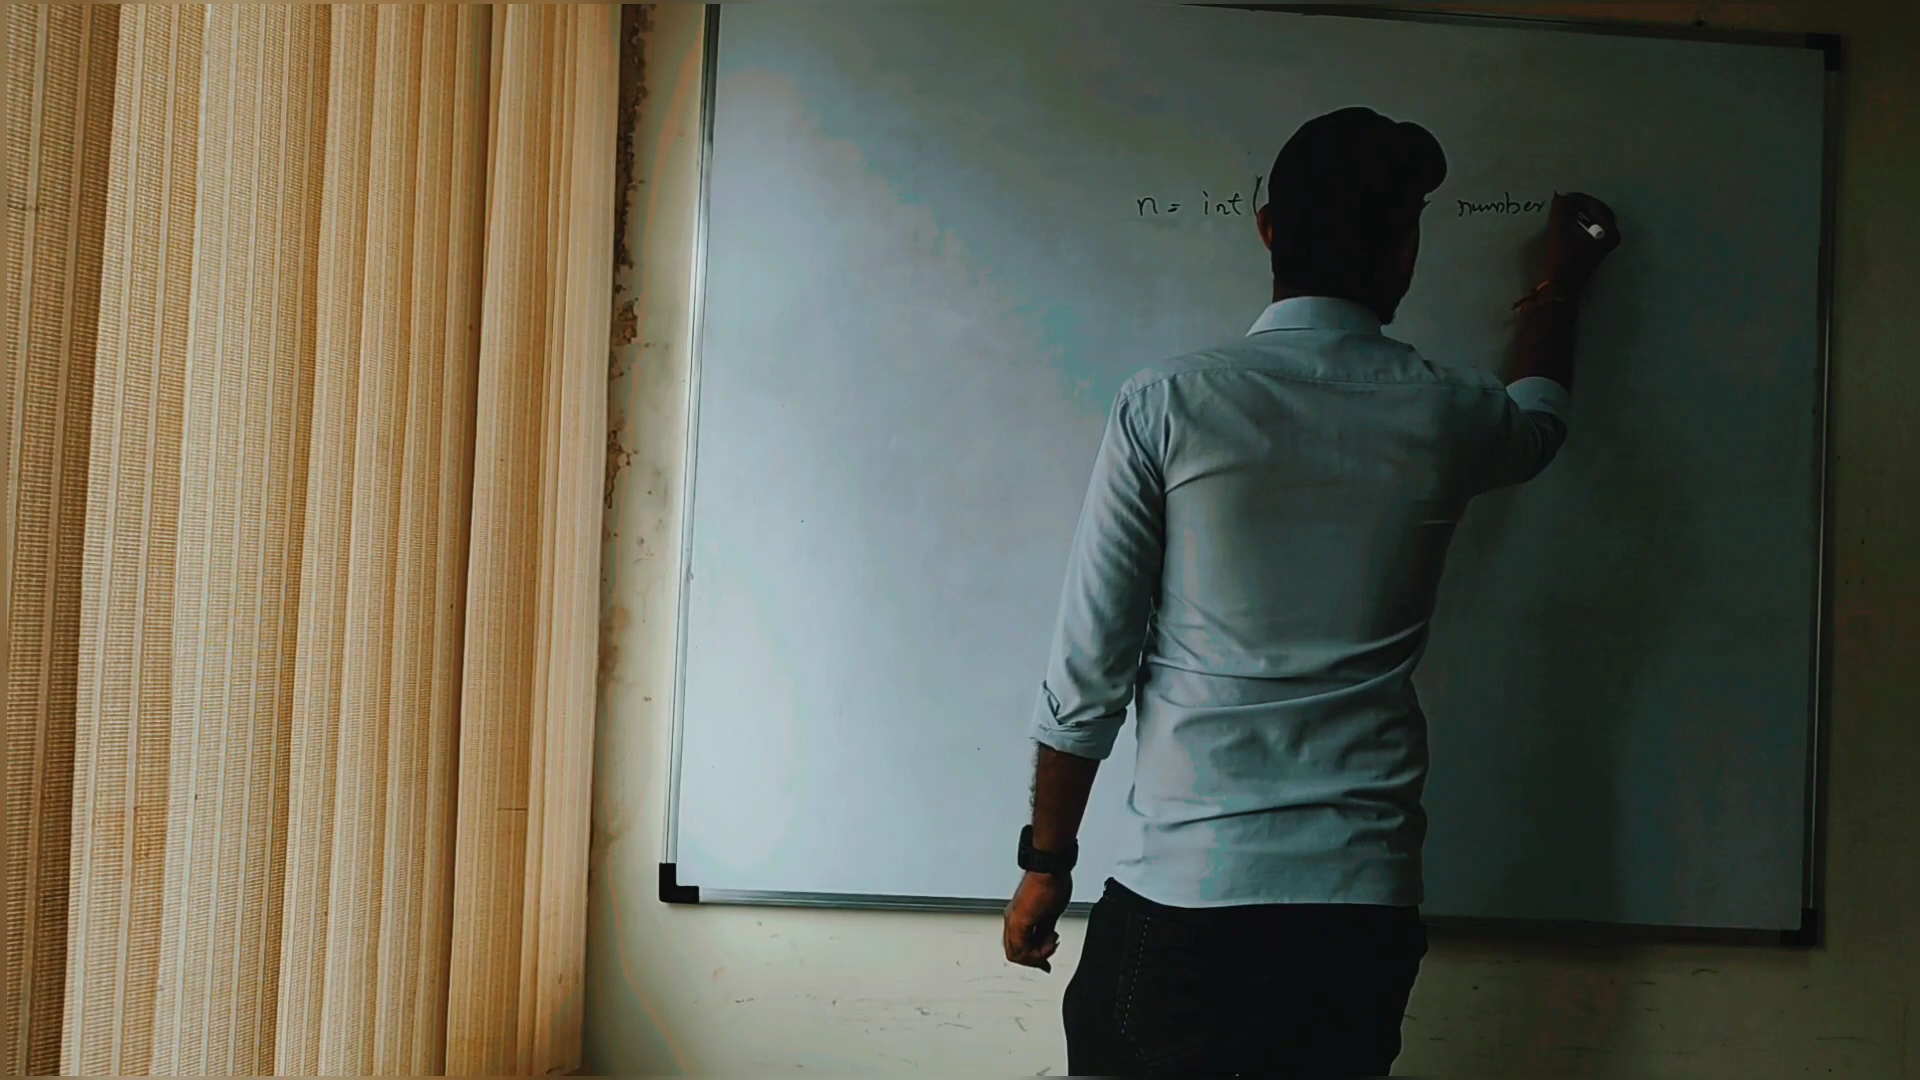 n = int( number